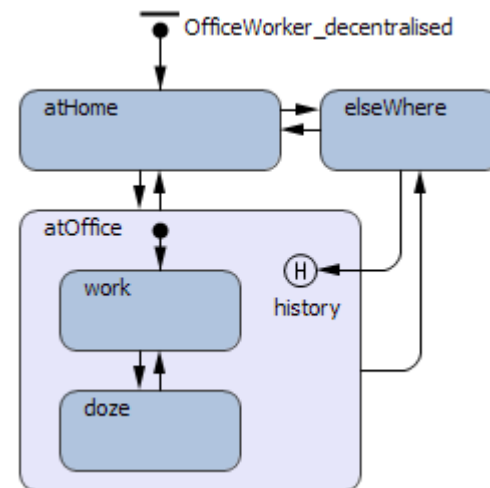 OfficeWorker_decentralised
atHome
elseWhere
atOffice
H
work
history
doze